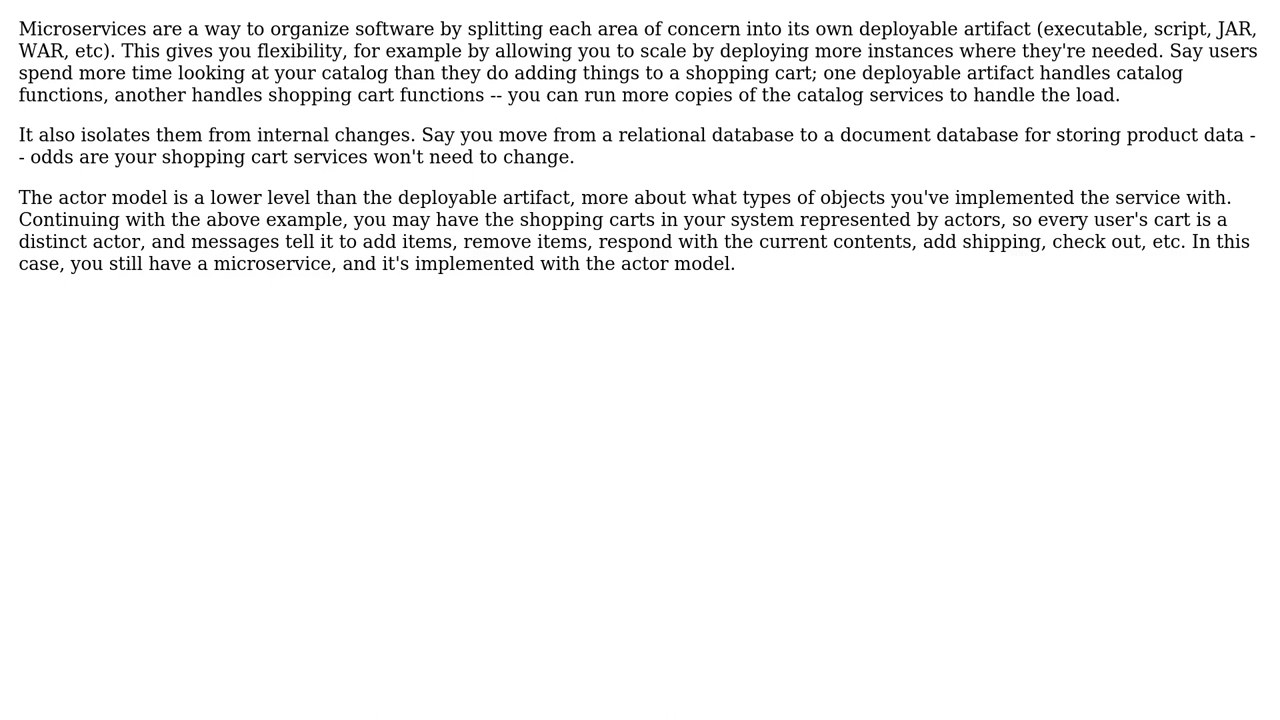 Microservices are a way to organize software by splitting each area of concern into its own deployable artifact (executable, script, JAR,
WAR, etc). This gives you flexibility, for example by allowing you to scale by deploying more instances where they're needed. Say users
spend more time looking at your catalog than they do adding things to a shopping cart; one deployable artifact handles catalog
functions, another handles shopping cart functions -- you can run more copies of the catalog services to handle the load.
It also isolates them from internal changes. Say you move from a relational database to a document database for storing product data -
- odds are your shopping cart services won't need to change.
The actor model is a lower level than the deployable artifact, more about what types of objects you've implemented the service with.
Continuing with the above example, you may have the shopping carts in your system represented by actors, so every user's cart is a
distinct actor, and messages tell it to add items, remove items, respond with the current contents, add shipping, check out, etc. In this
case, you still have a microservice, and it's implemented with the actor model.